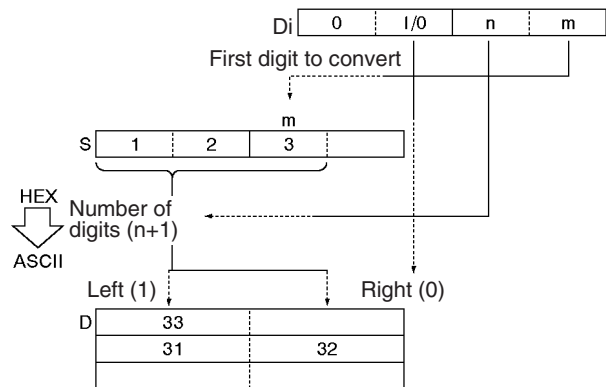 Di 0 1/0 n m
First digit to convert
m
S 1 2 3
HEX
Number of
digits (n+1)
ASCII
Left (1) Right (0)
D 33
31 32